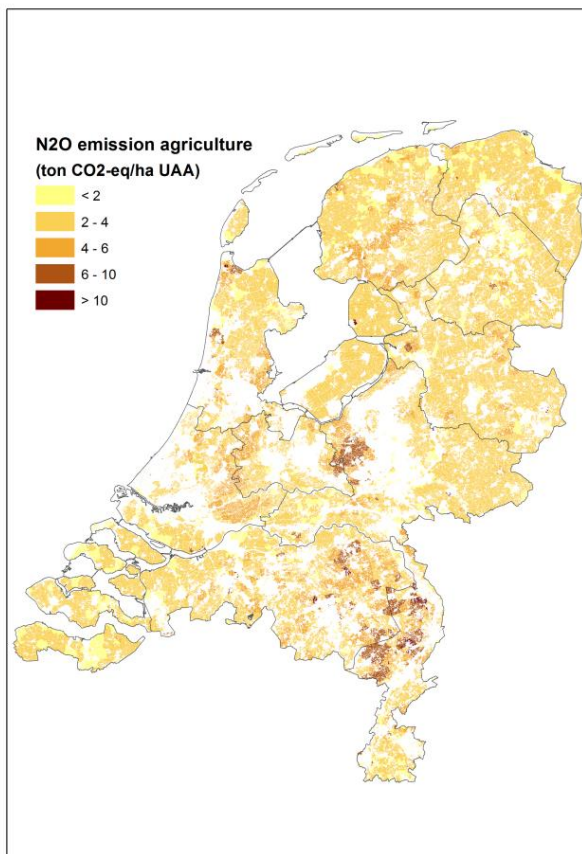 N2O emission agriculture
(ton CO2-eq/ha UAA)
< 2
2 - 4
4 - 6
6 - 10
> 10